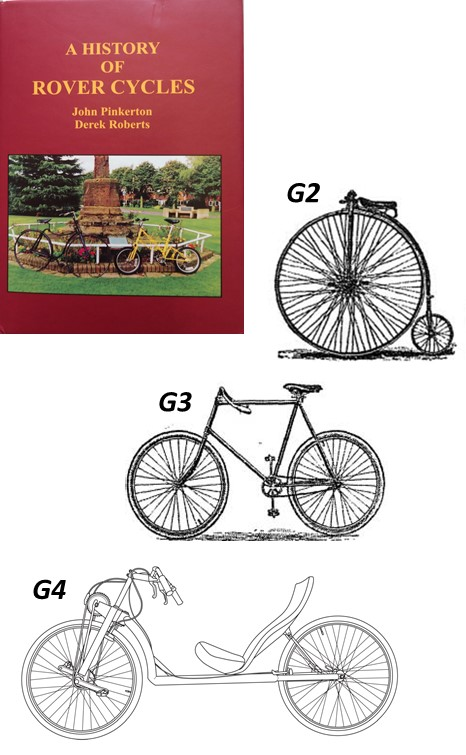 A HISTORY
OF
ROVER CYCLES
John Pinkerton
Derek Roberts
G2
G3
G4